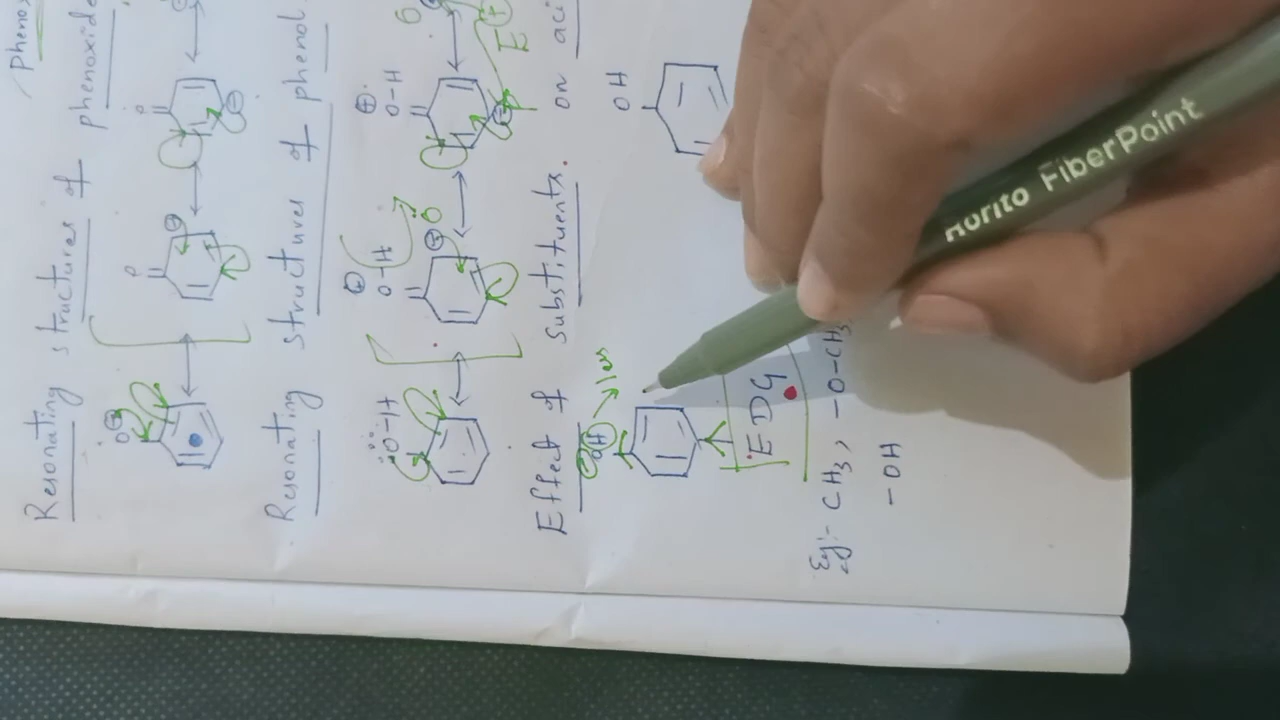 Resonating structures of phenoxide
O
O
O
Resonating structures of phenol
:O-H
O-H
O-H
E
Effect of Substituents on aci
OH
less
OH
EDG
Eg:- CH3, -O-CH3
-OH
Norito FiberPoint